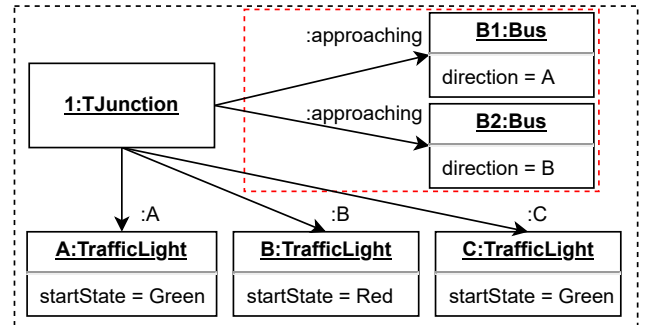 :approaching
B1:Bus
direction = A
1:TJunction
:approaching
B2:Bus
direction = B
:A
:B
:C
A:TrafficLight
B:TrafficLight
C:TrafficLight
startState = Green
startState = Red
startState = Green